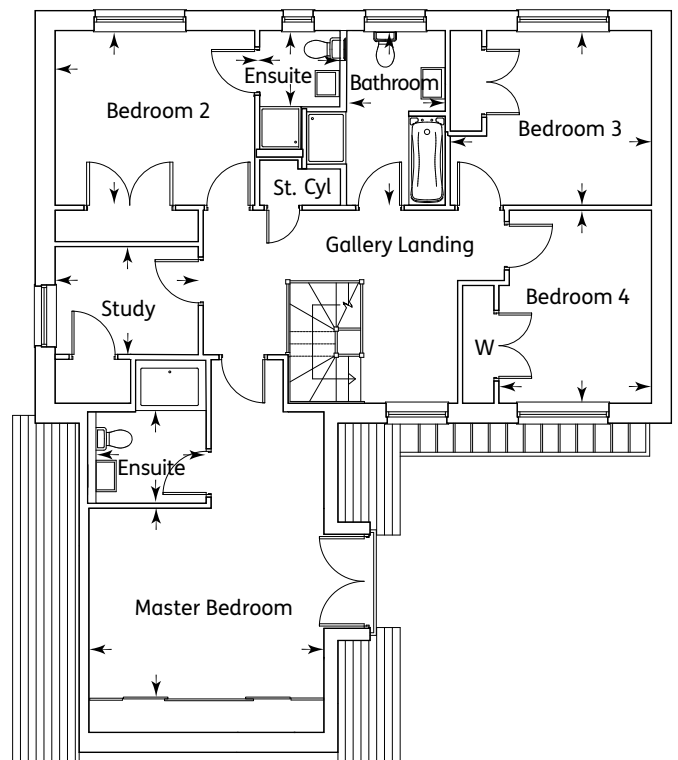 Ensuite
Bathroom
Bedroom 2
Bedroom 3
St. Cyl
Gallery Landing
Bedroom 4
Study
W
Ensuite
Master Bedroom